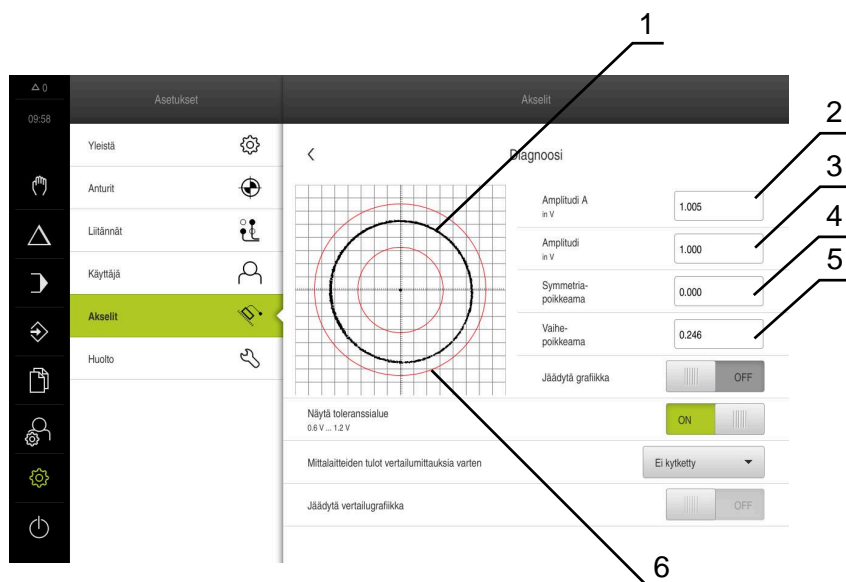 1
△ 0
Asetukset
Akselit
09:58
2
Yleistä
Diagnoosi
Anturit
Amplitudi A
in V
1.005
3
Liitännät
Amplitudi
in V
1.000
4
Käyttäjä
Symmetria-
poikkeama
0.000
5
Akselit
Vaihe-
poikkeama
0.246
Huolto
Jäädytä grafiikka
OFF
Näytä toleranssialue
0.6 V ... 1.2 V
ON
Mittalaitteiden tulot vertailumittauksia varten
Ei kytketty
Jäädytä vertailugrafiikka
OFF
6